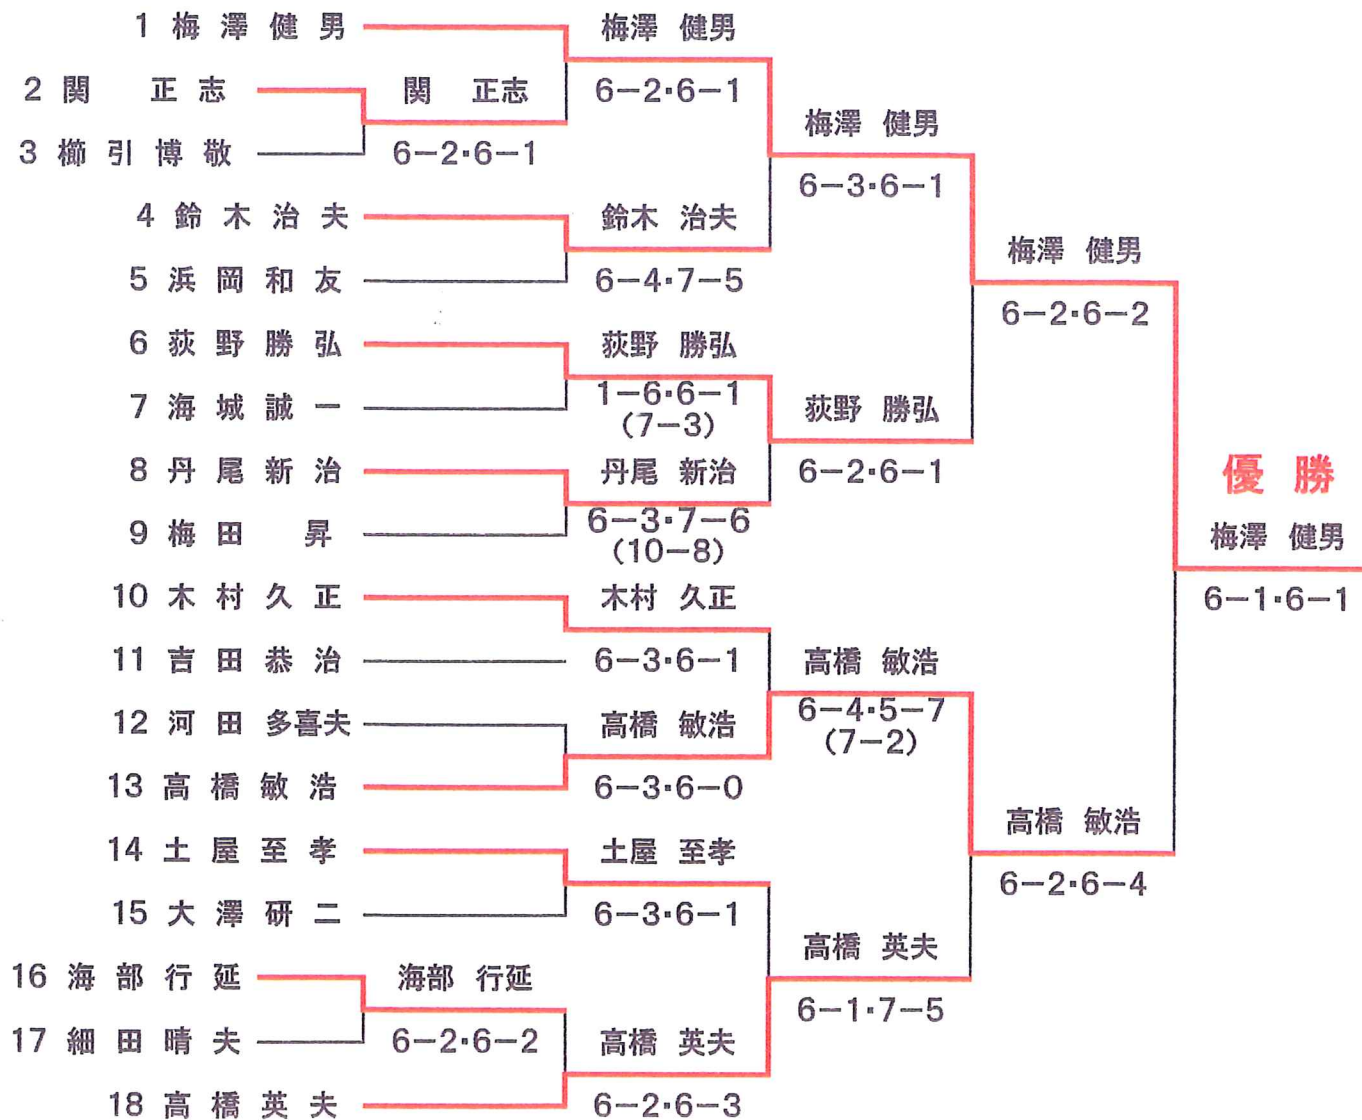 1 梅澤健男
梅澤 健男
2 関 正志
関 正志
6-2・6-1
梅澤 健男
3 櫛引博敬
6-2・6-1
6-3・6-1
4 鈴木治夫
鈴木 治夫
梅澤 健男
5 浜岡和友
6-4・7-5
6-2・6-2
6 荻野勝弘
荻野 勝弘
7 海城誠一
1-6・6-1
(7-3)
荻野 勝弘
8 丹尾新治
丹尾 新治
6-2・6-1
優勝
9 梅田 昇
6-3・7-6
(10-8)
梅澤 健男
10 木村久正
木村 久正
6-1・6-1
11 吉田恭治
6-3・6-1
高橋 敏浩
12 河田多喜夫
高橋 敏浩
6-4・5-7
(7-2)
13 高橋敏浩
6-3・6-0
高橋 敏浩
14 土屋至孝
土屋 至孝
6-2・6-4
15 大澤研二
6-3・6-1
高橋 英夫
16 海部行延
海部 行延
6-1・7-5
17 細田晴夫
6-2・6-2
高橋 英夫
18 高橋英夫
6-2・6-3